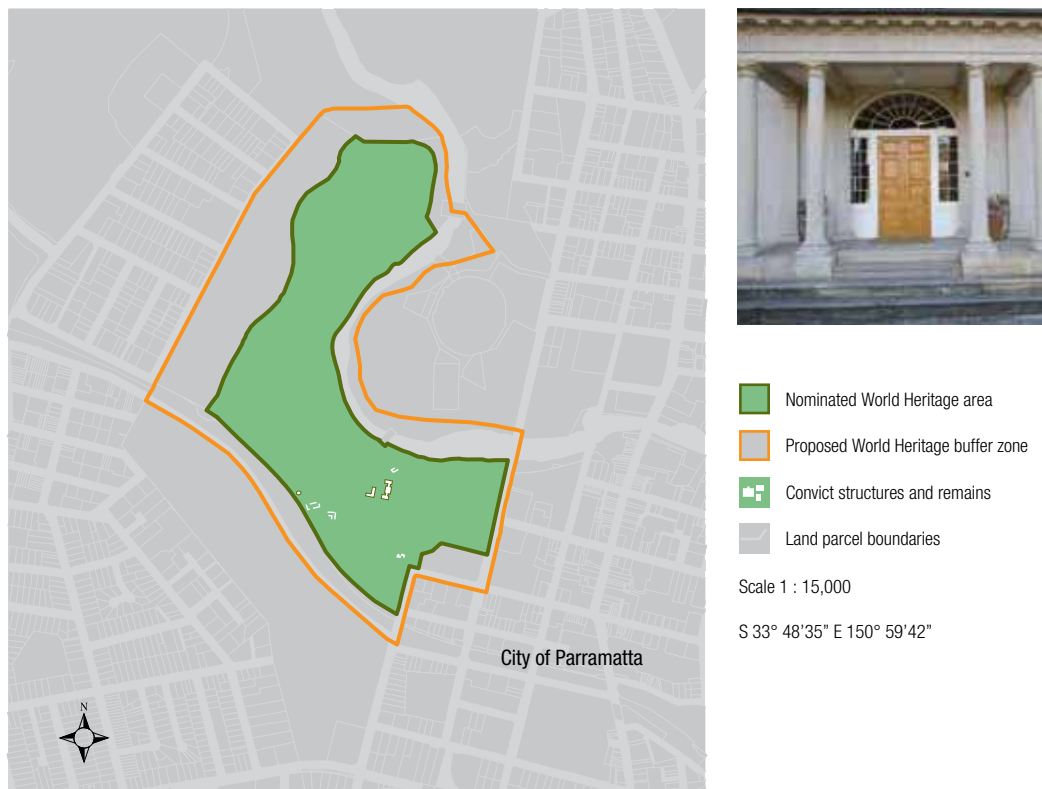 City of Parramatta
N
Nominated World Heritage area
Proposed World Heritage buffer zone
Convict structures and remains
Land parcel boundaries
Scale 1 : 15,000
S 33° 48’35” E 150° 59’42”